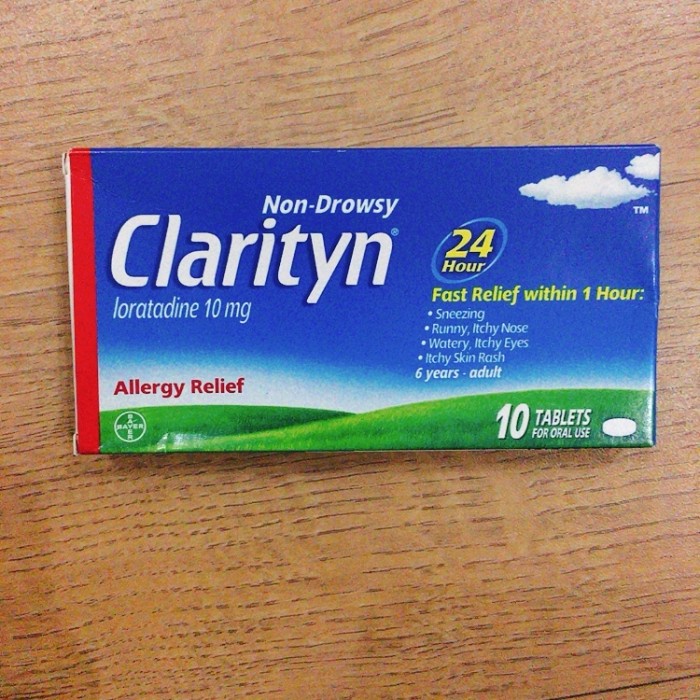 Non-Drowsy
Clarityn®
loratadine 10 mg
Allergy Relief
BAYER
BAYER
™
24
Hour
Fast Relief within 1 Hour:
• Sneezing
• Runny, Itchy Nose
• Watery, Itchy Eyes
• Itchy Skin Rash
6 years - adult
10 TABLETS
FOR ORAL USE